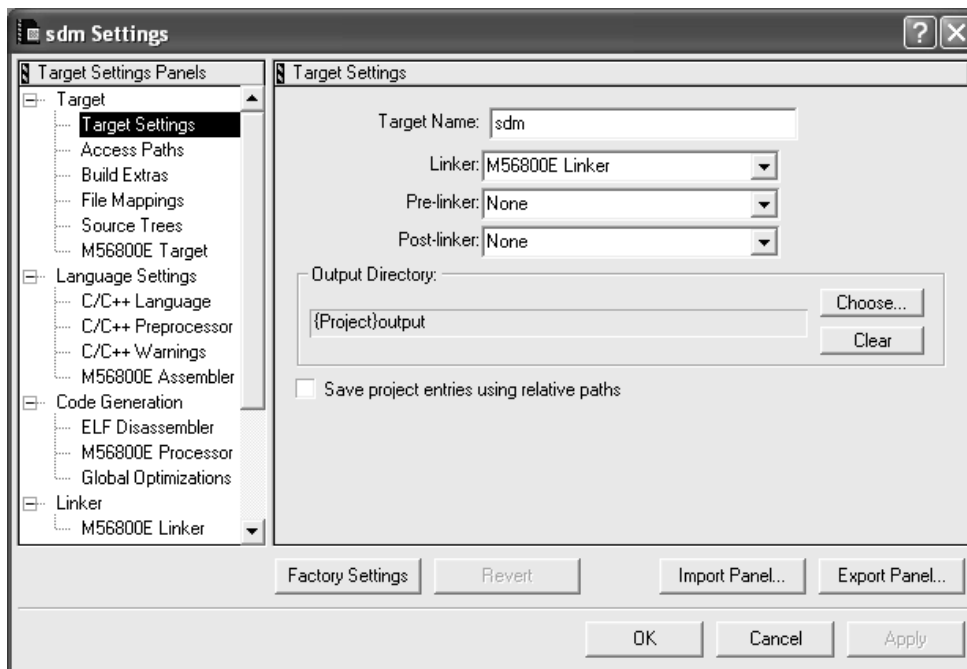 sdm Settings
Target Settings Panels
Target
Target Settings
Access Paths
Build Extras
File Mappings
Source Trees
M56800E Target
Language Settings
C/C++ Language
C/C++ Preprocessor
C/C++ Warnings
M56800E Assembler
Code Generation
ELF Disassembler
M56800E Processor
Global Optimizations
Linker
M56800E Linker
Target Settings
Target Name: sdm
Linker: M56800E Linker
Pre-linker: None
Post-linker: None
Output Directory:
{Project}output
Choose...
Clear
Save project entries using relative paths
Factory Settings
Revert
Import Panel...
Export Panel...
OK
Cancel
Apply